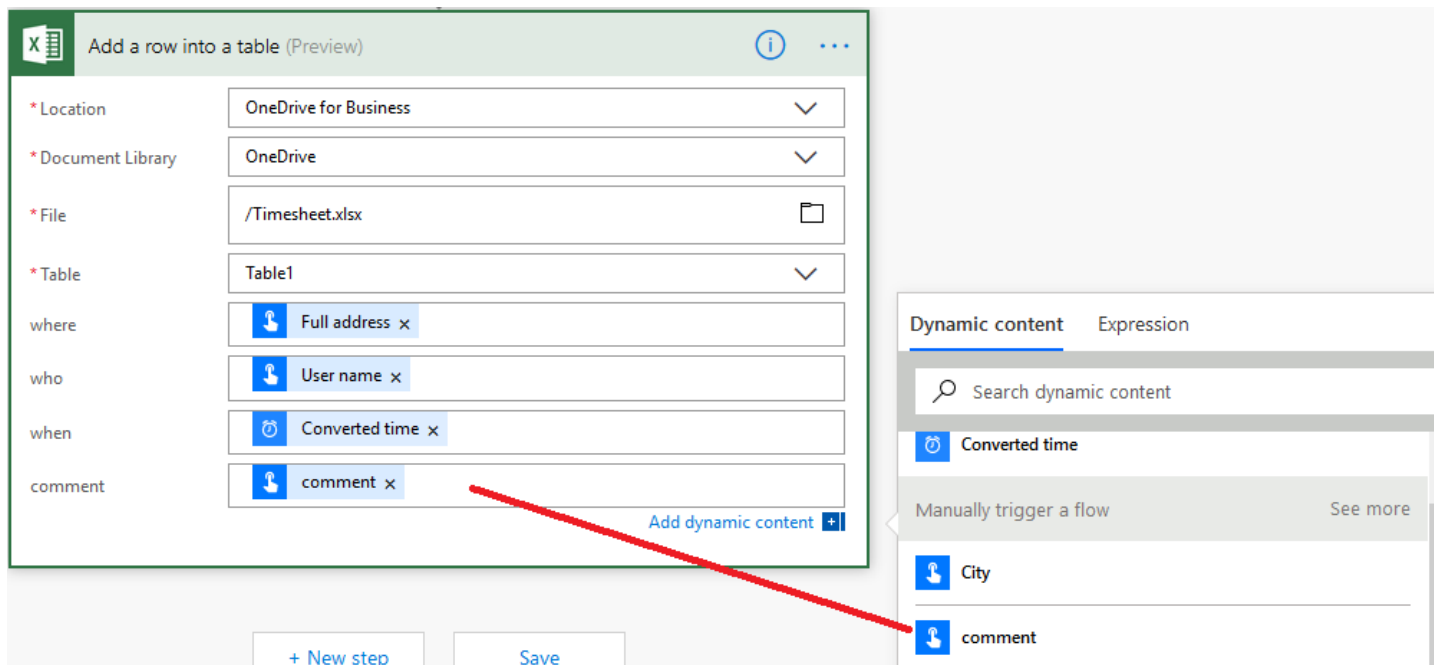 Add a row into a table (Preview)
* Location
OneDrive for Business
* Document Library
OneDrive
* File
/Timesheet.xlsx
* Table
Table1
where
Full address ×
who
User name ×
when
Converted time ×
comment
comment ×
Add dynamic content +
+ New step
Save
Dynamic content
Expression
Search dynamic content
Converted time
Manually trigger a flow
See more
City
comment